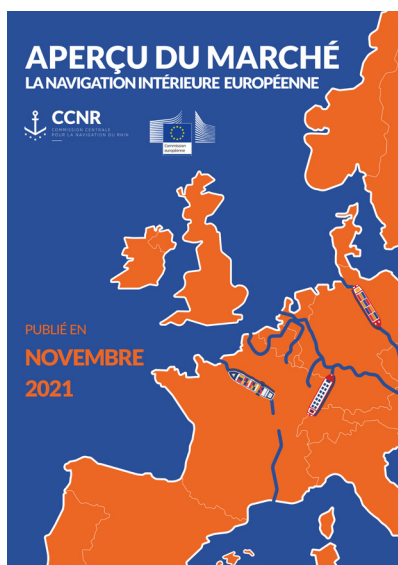 APERÇU DU MARCHÉ
LA NAVIGATION INTÉRIEURE EUROPÉENNE
CCNR
COMMISSION CENTRALE
POUR LA NAVIGATION DU RHIN
Commission
européenne
PUBLIÉ EN
NOVEMBRE
2021